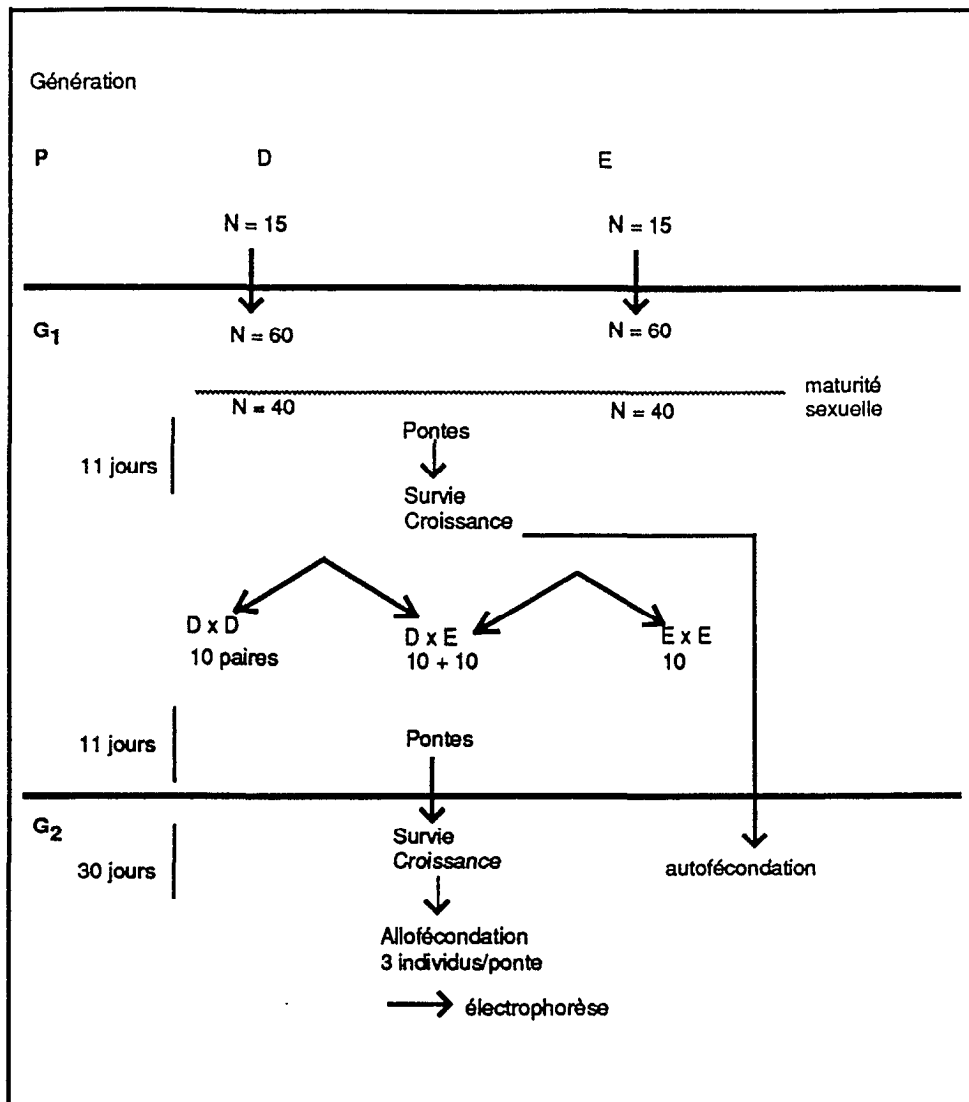 Génération
P D E
N = 15 N = 15
G1 N = 60 N = 60
maturité
sexuelle
N = 40 N = 40
Pontes
11 jours
Survie
Croissance
D x D D x E E x E
10 paires 10 + 10 10
11 jours Pontes
G2
Survie
Croissance
30 jours autofécondation
Allofécondation
3 individus/ponte
électrophorèse